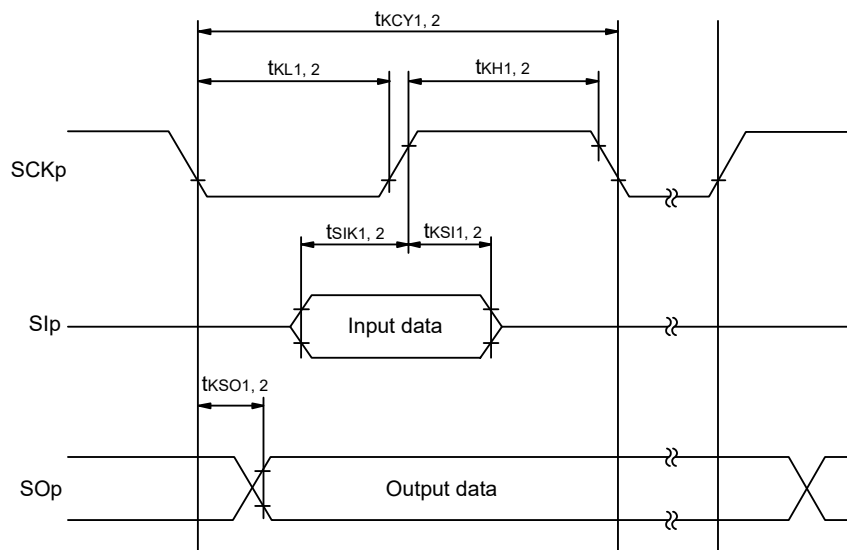 tKCY1, 2
tKL1, 2
tKH1, 2
SCKp
tSIK1, 2
tKSI1, 2
SIp
Input data
tKSO1, 2
SOp
Output data